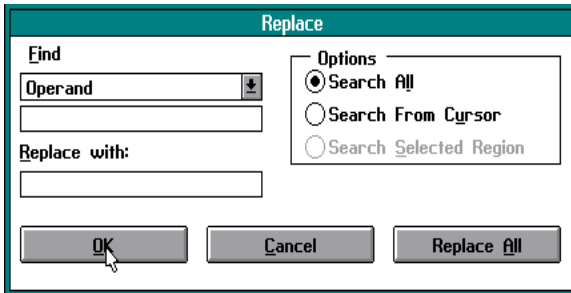 Replace
Find
Operand
Replace with:
Options
Search All
Search From Cursor
Search Selected Region
OK
Cancel
Replace All